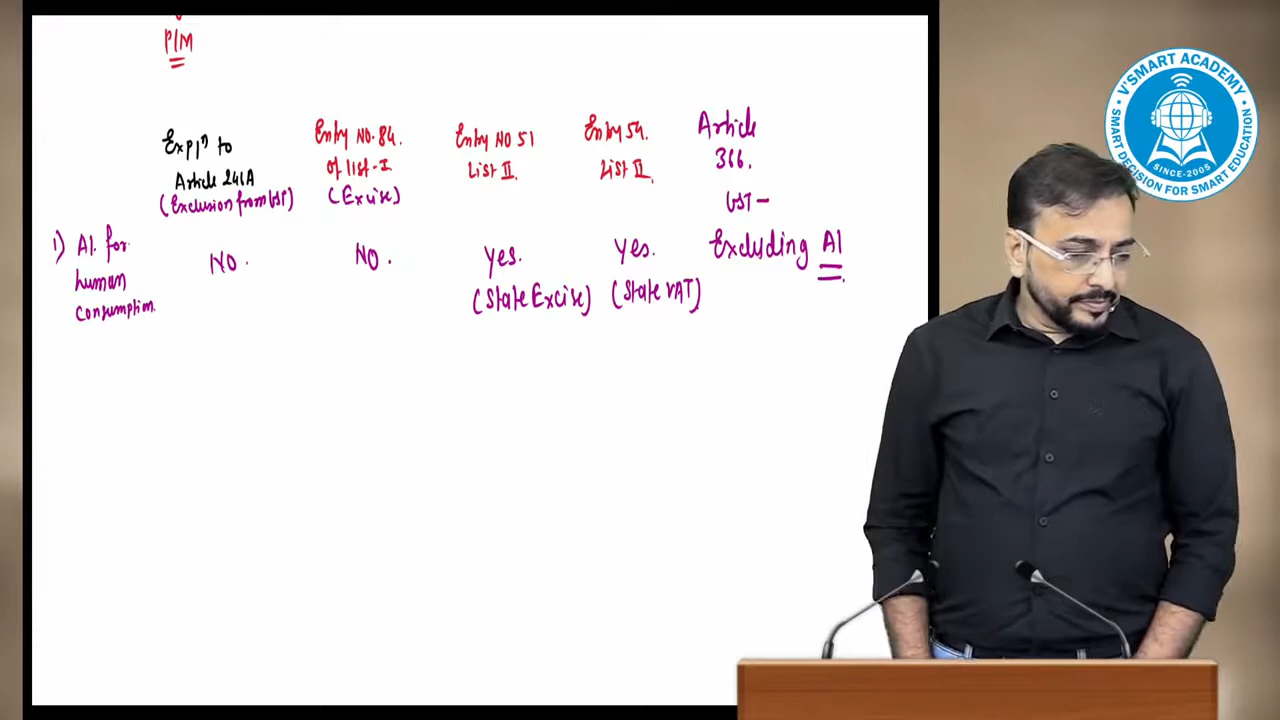 PIM
Expln to
Article 241A
(Exclusion from GST)
Entry NO. 84.
of list-I
(Excise)
Entry NO 51
List II.
Entry 54.
List II.
Article
366.
GST -
1) Al. for
human
consumption.
NO.
NO.
Yes.
(State Excise)
Yes.
(State VAT)
Excluding Al
V'SMART ACADEMY
SINCE-2005
SMART DECISION FOR SMART EDUCATION